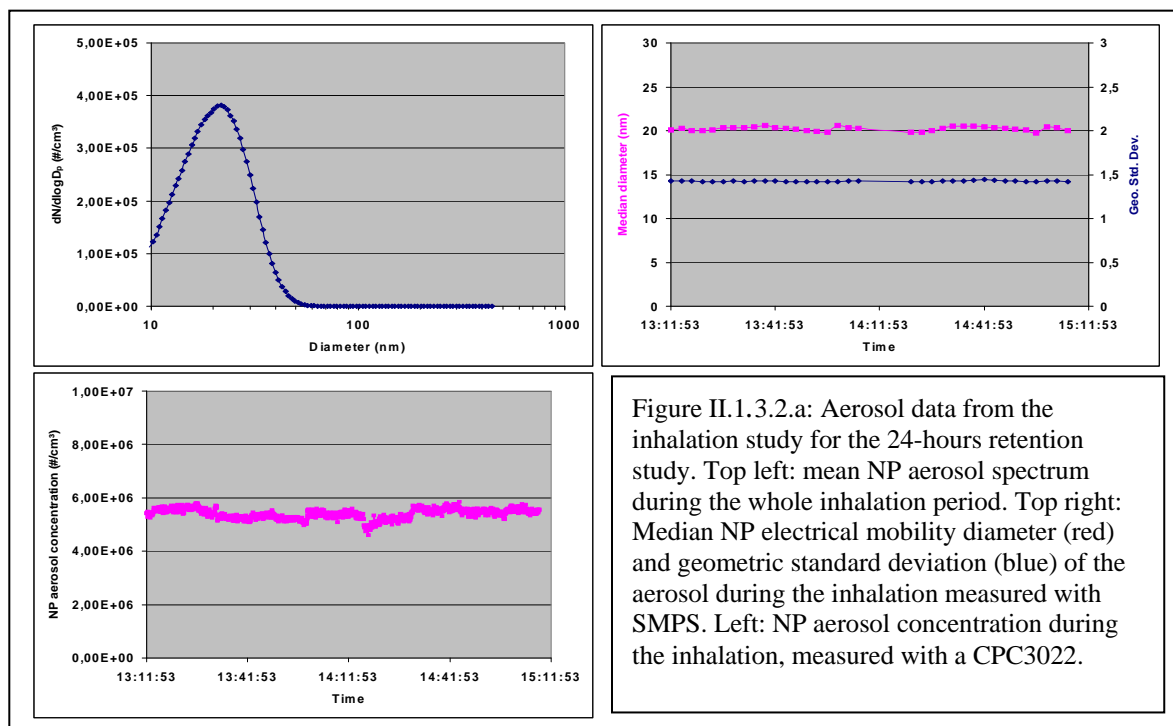 5,00E+05
4,00E+05
3,00E+05
2,00E+05
1,00E+05
0,00E+00
dN/dlogDp (#/cm³)
10 100 1000
Diameter (nm)
30
25
20
15
10
5
0
Median diameter (nm)
3
2,5
2
1,5
1
0,5
0
Geo. Std. Dev.
13:11:53 13:41:53 14:11:53 14:41:53 15:11:53
Time
1,00E+07
8,00E+06
6,00E+06
4,00E+06
2,00E+06
0,00E+00
NP aerosol concentration (#/cm³)
13:11:53 13:41:53 14:11:53 14:41:53 15:11:53
Time
Figure II.1.3.2.a: Aerosol data from the
inhalation study for the 24-hours retention
study. Top left: mean NP aerosol spectrum
during the whole inhalation period. Top right:
Median NP electrical mobility diameter (red)
and geometric standard deviation (blue) of the
aerosol during the inhalation measured with
SMPS. Left: NP aerosol concentration during
the inhalation, measured with a CPC3022.